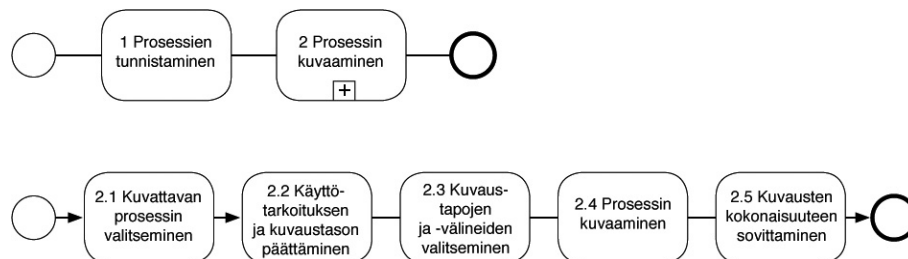 1 Prosessien
tunnistaminen
2 Prosessin
kuvaaminen
+
2.1 Kuvattavan
prosessin
valitseminen
2.2 Käyttö-
tarkoituksen
ja kuvaustason
päättäminen
2.3 Kuvaus-
tapojen
ja -välineiden
valitseminen
2.4 Prosessin
kuvaaminen
2.5 Kuvausten
kokonaisuuteen
sovittaminen